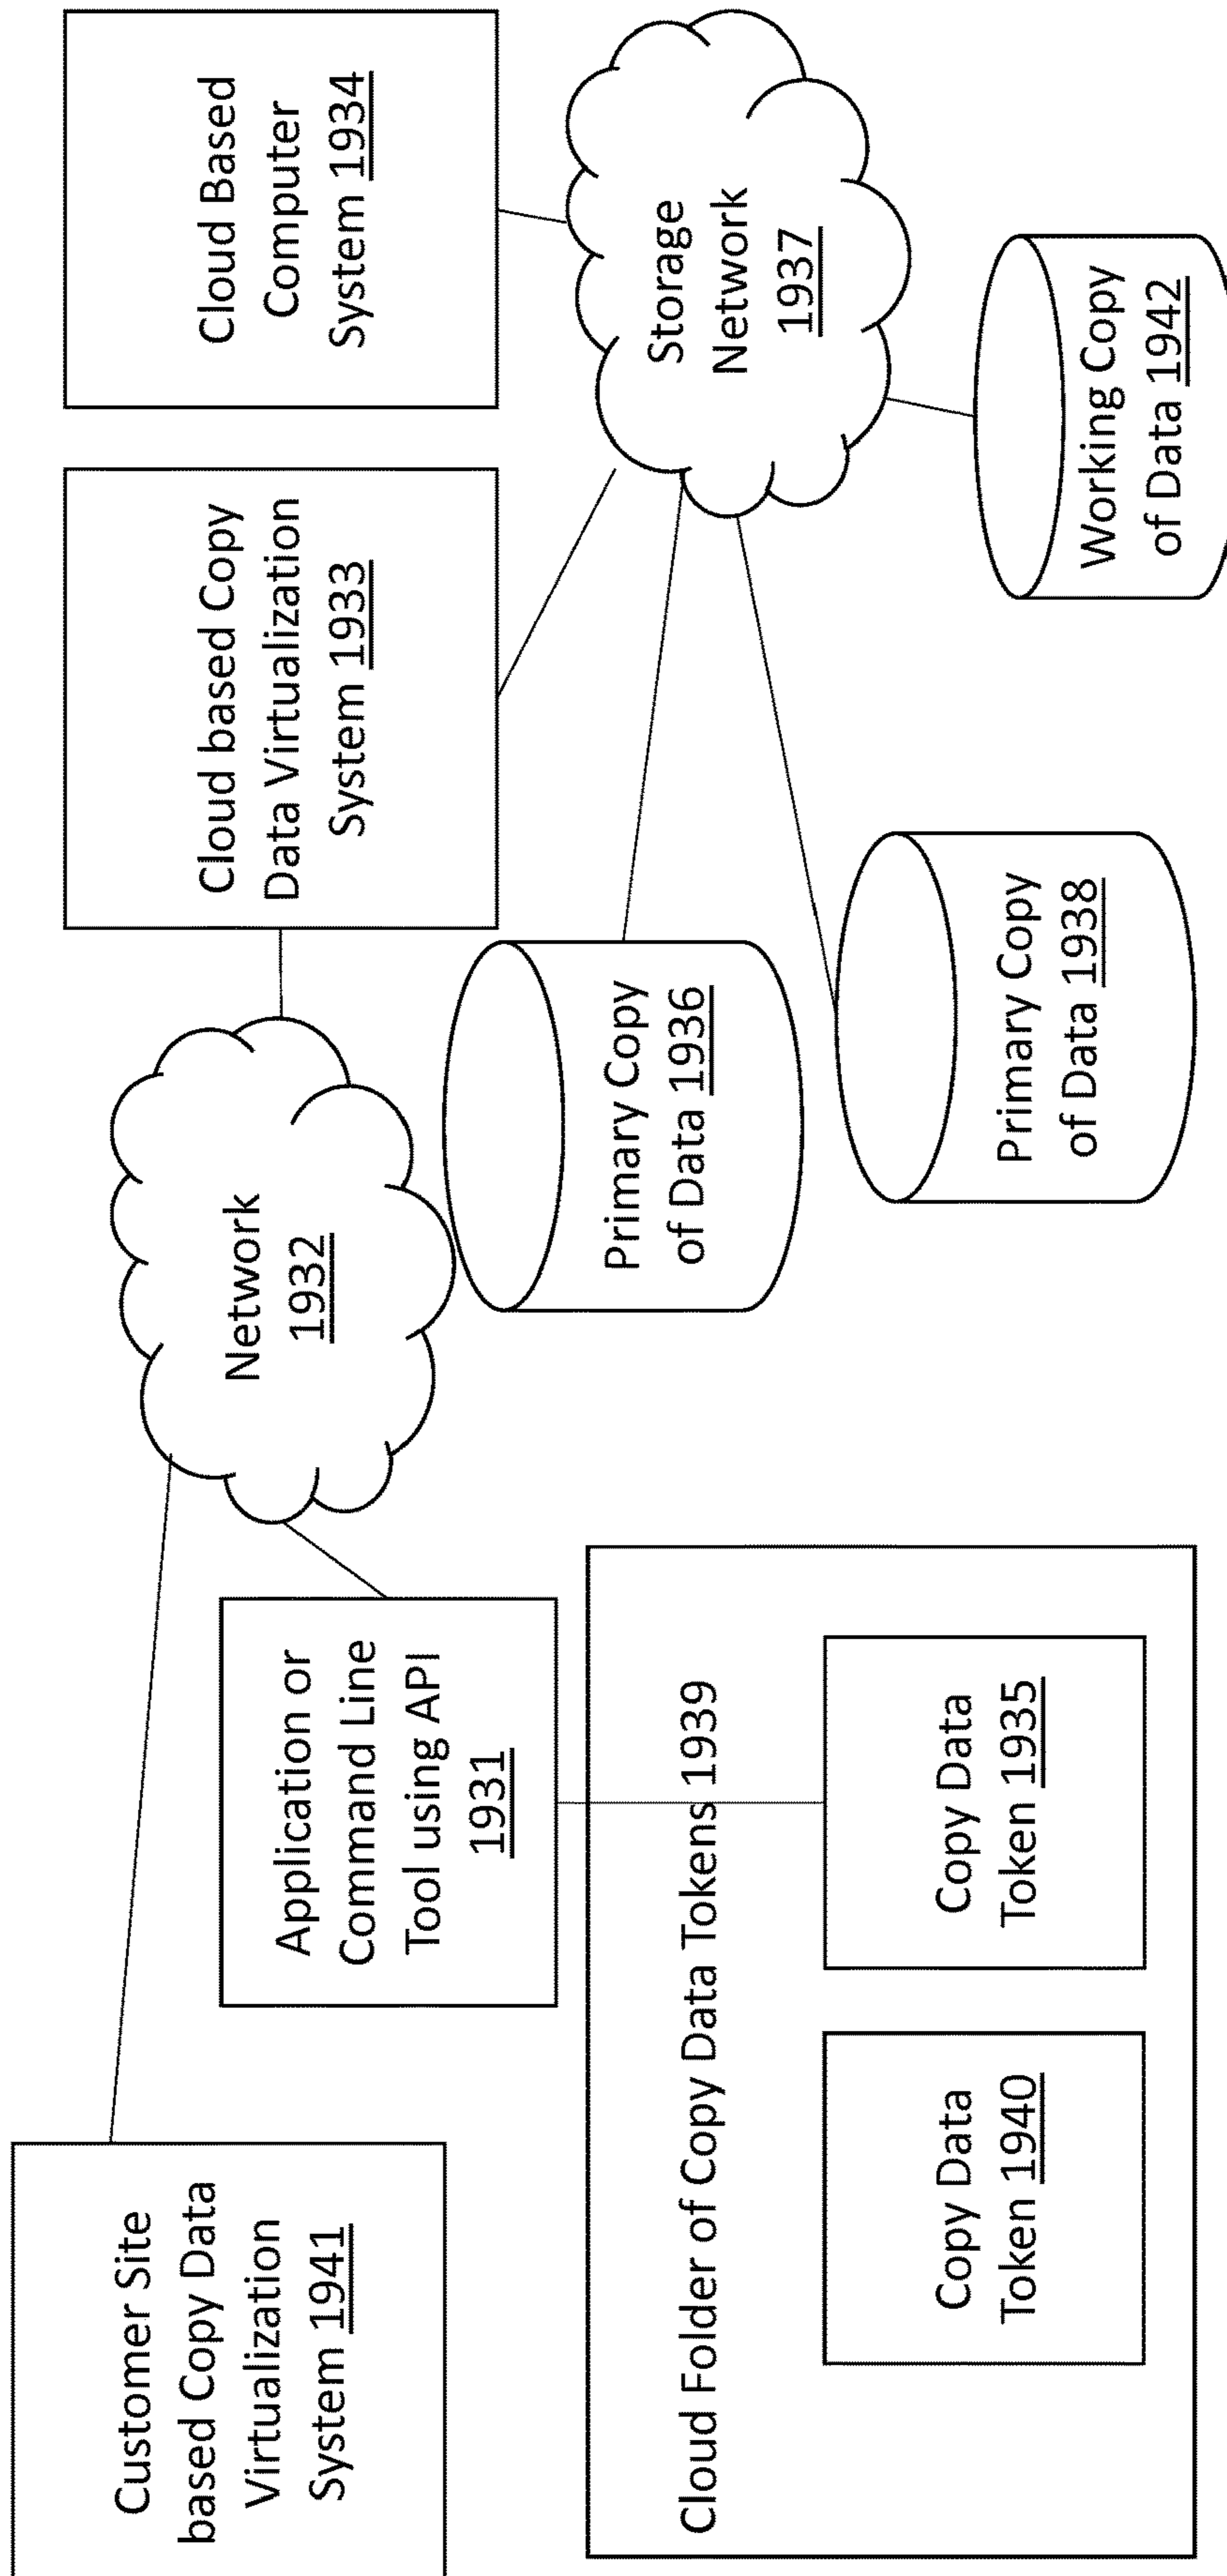 Customer Site
based Copy Data
Virtualization
System 1941
Application or
Command Line
Tool using API
1931
Network
1932
Cloud based Copy
Data Virtualization
System 1933
Cloud Based
Computer
System 1934
Storage
Network
1937
Primary Copy
of Data 1936
Primary Copy
of Data 1938
Working Copy
of Data 1942
Cloud Folder of Copy Data Tokens 1939
Copy Data
Token 1940
Copy Data
Token 1935